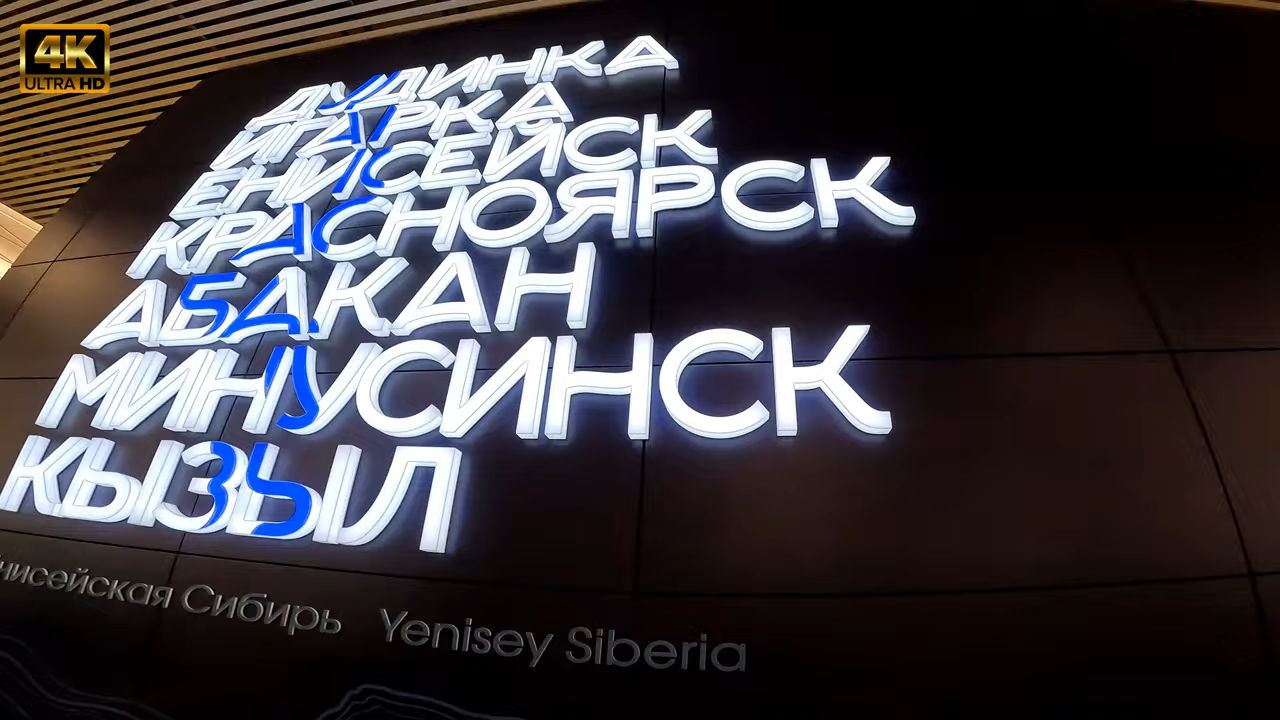 4K
ULTRA HD
ДУДИНКА
ИГАРКА
ЕНИСЕЙСК
КРАСНОЯРСК
АБАКАН
МИНУСИНСК
КЫЗЫЛ
нисейская Сибирь Yenisey Siberia